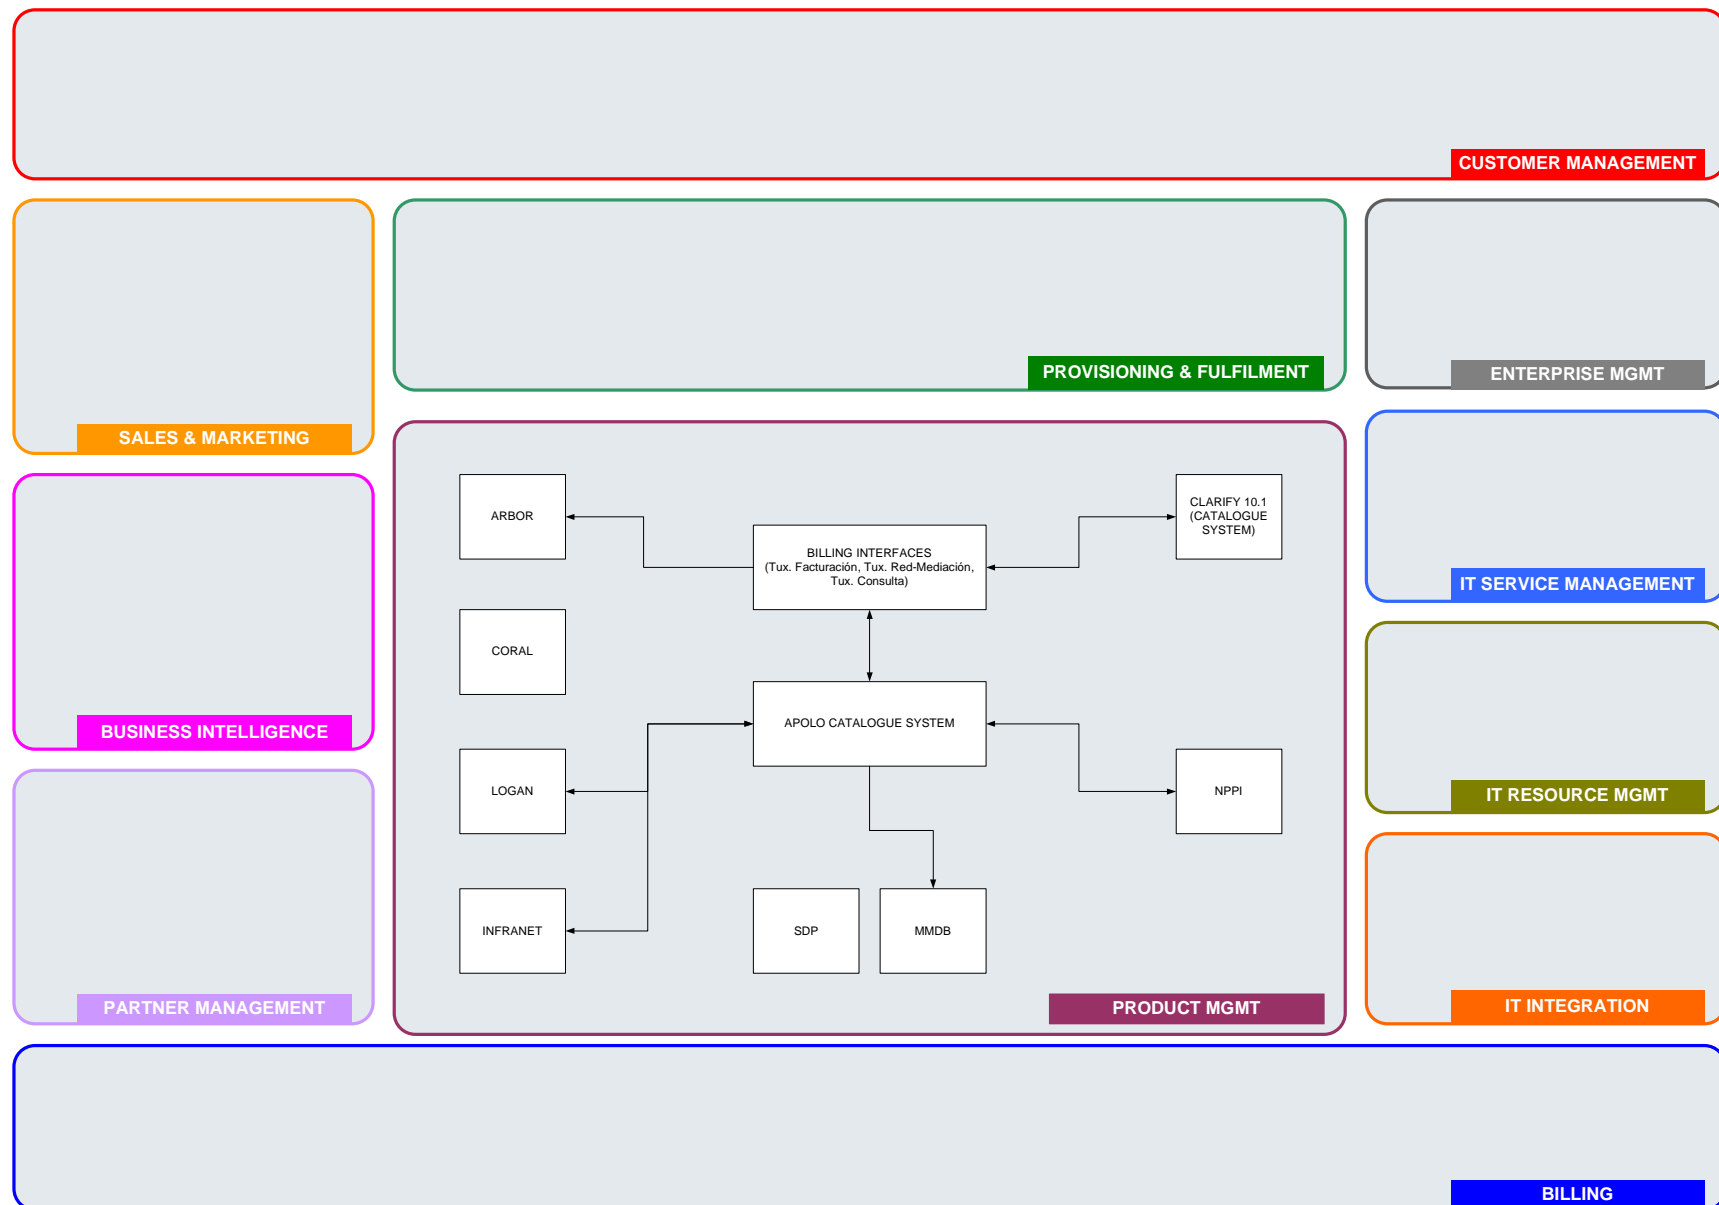 CUSTOMER MANAGEMENT
PROVISIONING & FULFILMENT
ENTERPRISE MGMT
SALES & MARKETING
ARBOR
CLARIFY 10.1
(CATALOGUE
SYSTEM)
BILLING INTERFACES
(Tux. Facturación, Tux. Red-Mediación,
Tux. Consulta)
IT SERVICE MANAGEMENT
CORAL
BUSINESS INTELLIGENCE
APOLO CATALOGUE SYSTEM
LOGAN
NPPI
IT RESOURCE MGMT
INFRANET
SDP
MMDB
PARTNER MANAGEMENT
PRODUCT MGMT
IT INTEGRATION
BILLING